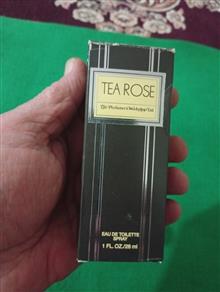 TEA ROSE
The Perfumer's Workshop Ltd
EAU DE TOILETTE
SPRAY
1 FL. OZ./28 ml